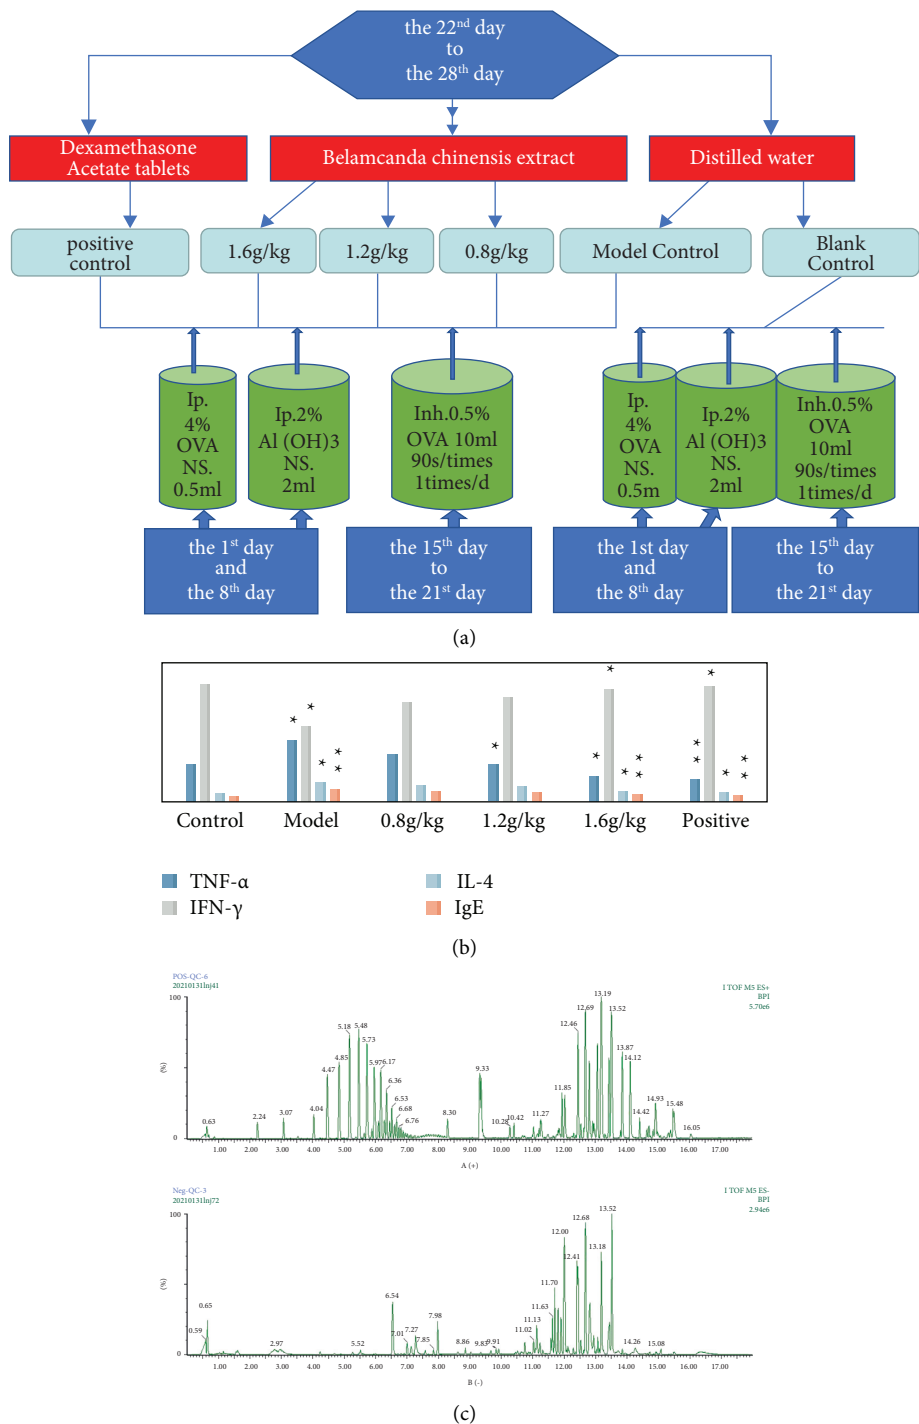 the 22nd day
to
the 28th day
Dexamethasone
Acetate tablets
Belamcanda chinensis extract
Distilled water
positive
control
1.6g/kg
1.2g/kg
0.8g/kg
Model Control
Blank
Control
Ip.
4%
OVA
NS.
0.5ml
Ip.2%
Al (OH)3
NS.
2ml
Inh.0.5%
OVA 10ml
90s/times
1times/d
Ip.
4%
OVA
NS.
0.5m
Ip.2%
Al (OH)3
NS.
2ml
Inh.0.5%
OVA
10ml
90s/times
1times/d
the 1st day
and
the 8th day
the 15th day
to
the 21st day
the 1st day
and
the 8th day
the 15th day
to
the 21st day
(a)
Control Model 0.8g/kg 1.2g/kg 1.6g/kg Positive
TNF-α
IL-4
IFN-γ
IgE
(b)
POS-QC-6
20210131lnj41
I TOF M5 ES+
BPI
5.70e6
100
(%)
0
0.63 2.24 3.07 4.04 4.47 4.85 5.18 5.48 5.73 5.97 6.17 6.36 6.53 6.68 6.76 8.30 9.33 10.28 10.42 11.27 11.85 12.46 12.69 13.19 13.52 13.87 14.12 14.42 14.93 15.48 16.05
1.00 2.00 3.00 4.00 5.00 6.00 7.00 8.00 9.00 10.00 11.00 12.00 13.00 14.00 15.00 16.00 17.00
A (+)
Neg-QC-3
20210131lnj72
I TOF M5 ES-
BPI
2.94e6
100
(%)
0
0.59 0.65 2.97 5.52 6.54 7.01 7.27 7.85 7.98 8.86 9.83 9.91 11.02 11.13 11.63 11.70 12.00 12.41 12.68 13.18 13.52 14.26 15.08
1.00 2.00 3.00 4.00 5.00 6.00 7.00 8.00 9.00 10.00 11.00 12.00 13.00 14.00 15.00 16.00 17.00
B (-)
(c)